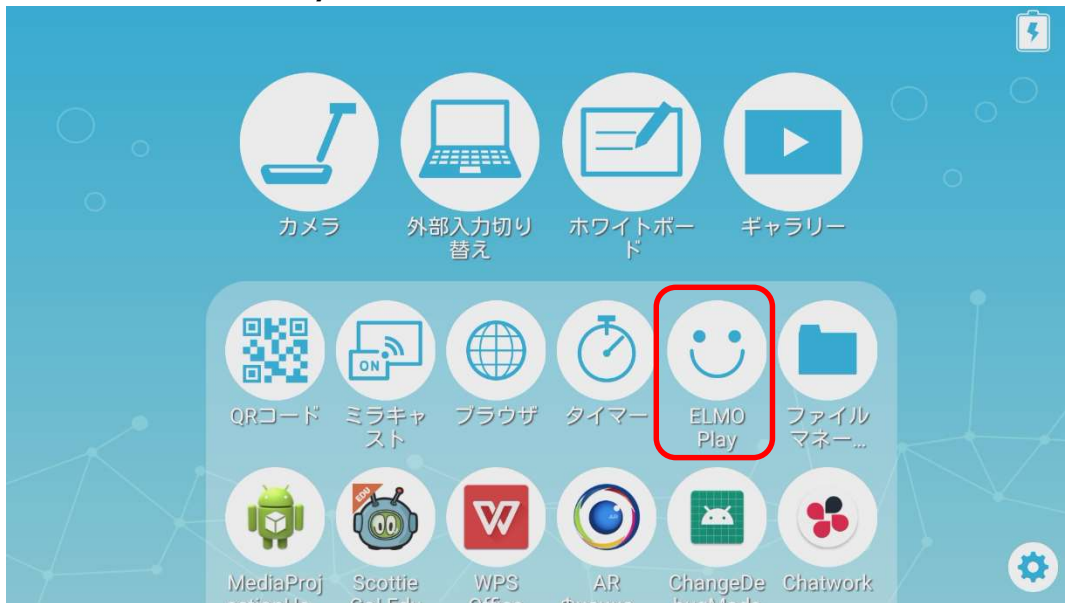 カメラ
外部入力切り
替え
ホワイトボー
ド
ギャラリー
ON
QRコード
ミラキャ
スト
ブラウザ
タイマー
ELMO
Play
ファイル
マネー...
EDU
MediaProj
Scottie
WPS
AR
ChangeDe
Chatwork